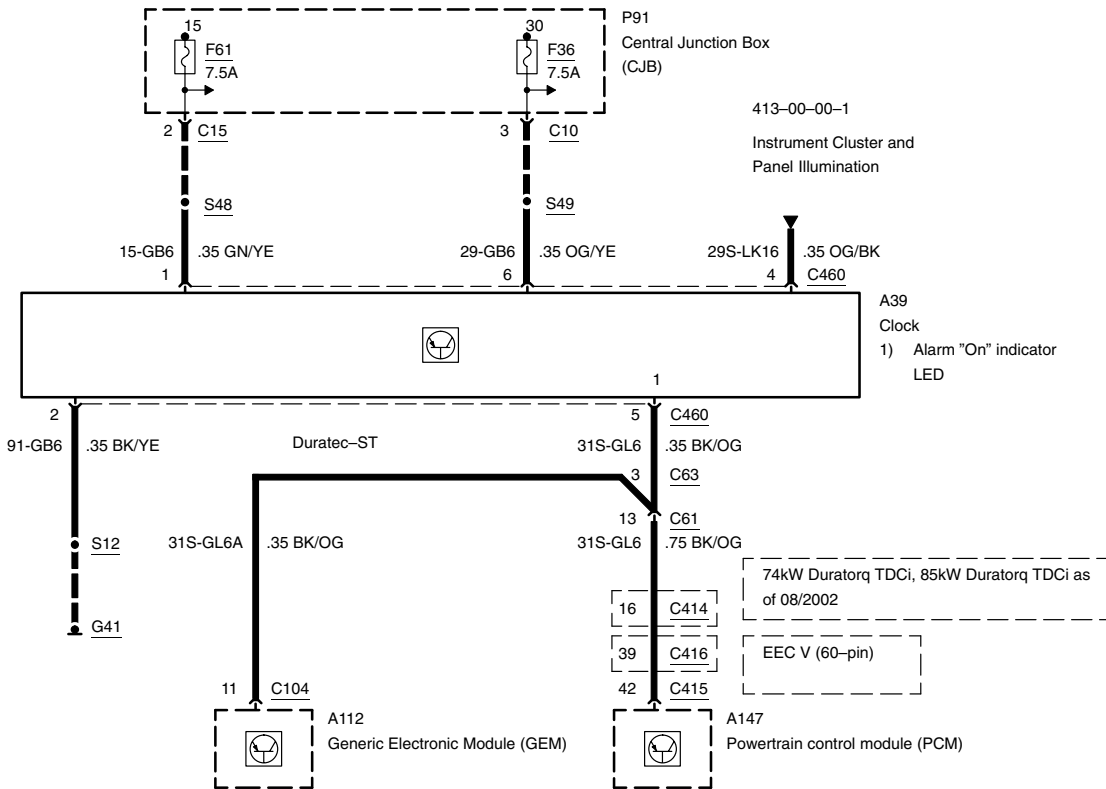 15
F61
7.5A
30
F36
7.5A
P91
Central Junction Box
(CJB)
2 C15
3 C10
413–00–00–1
Instrument Cluster and
Panel Illumination
S48
S49
15-GB6 .35 GN/YE
29-GB6 .35 OG/YE
29S-LK16 .35 OG/BK
1
6
4 C460
A39
Clock
1) Alarm ”On” indicator
LED
1
2
5 C460
91-GB6 .35 BK/YE
Duratec–ST
31S-GL6 .35 BK/OG
3 C63
13 C61
S12
31S-GL6A .35 BK/OG
31S-GL6 .75 BK/OG
74kW Duratorq TDCi, 85kW Duratorq TDCi as
of 08/2002
16 C414
G41
39 C416
EEC V (60–pin)
11 C104
42 C415
A112
Generic Electronic Module (GEM)
A147
Powertrain control module (PCM)